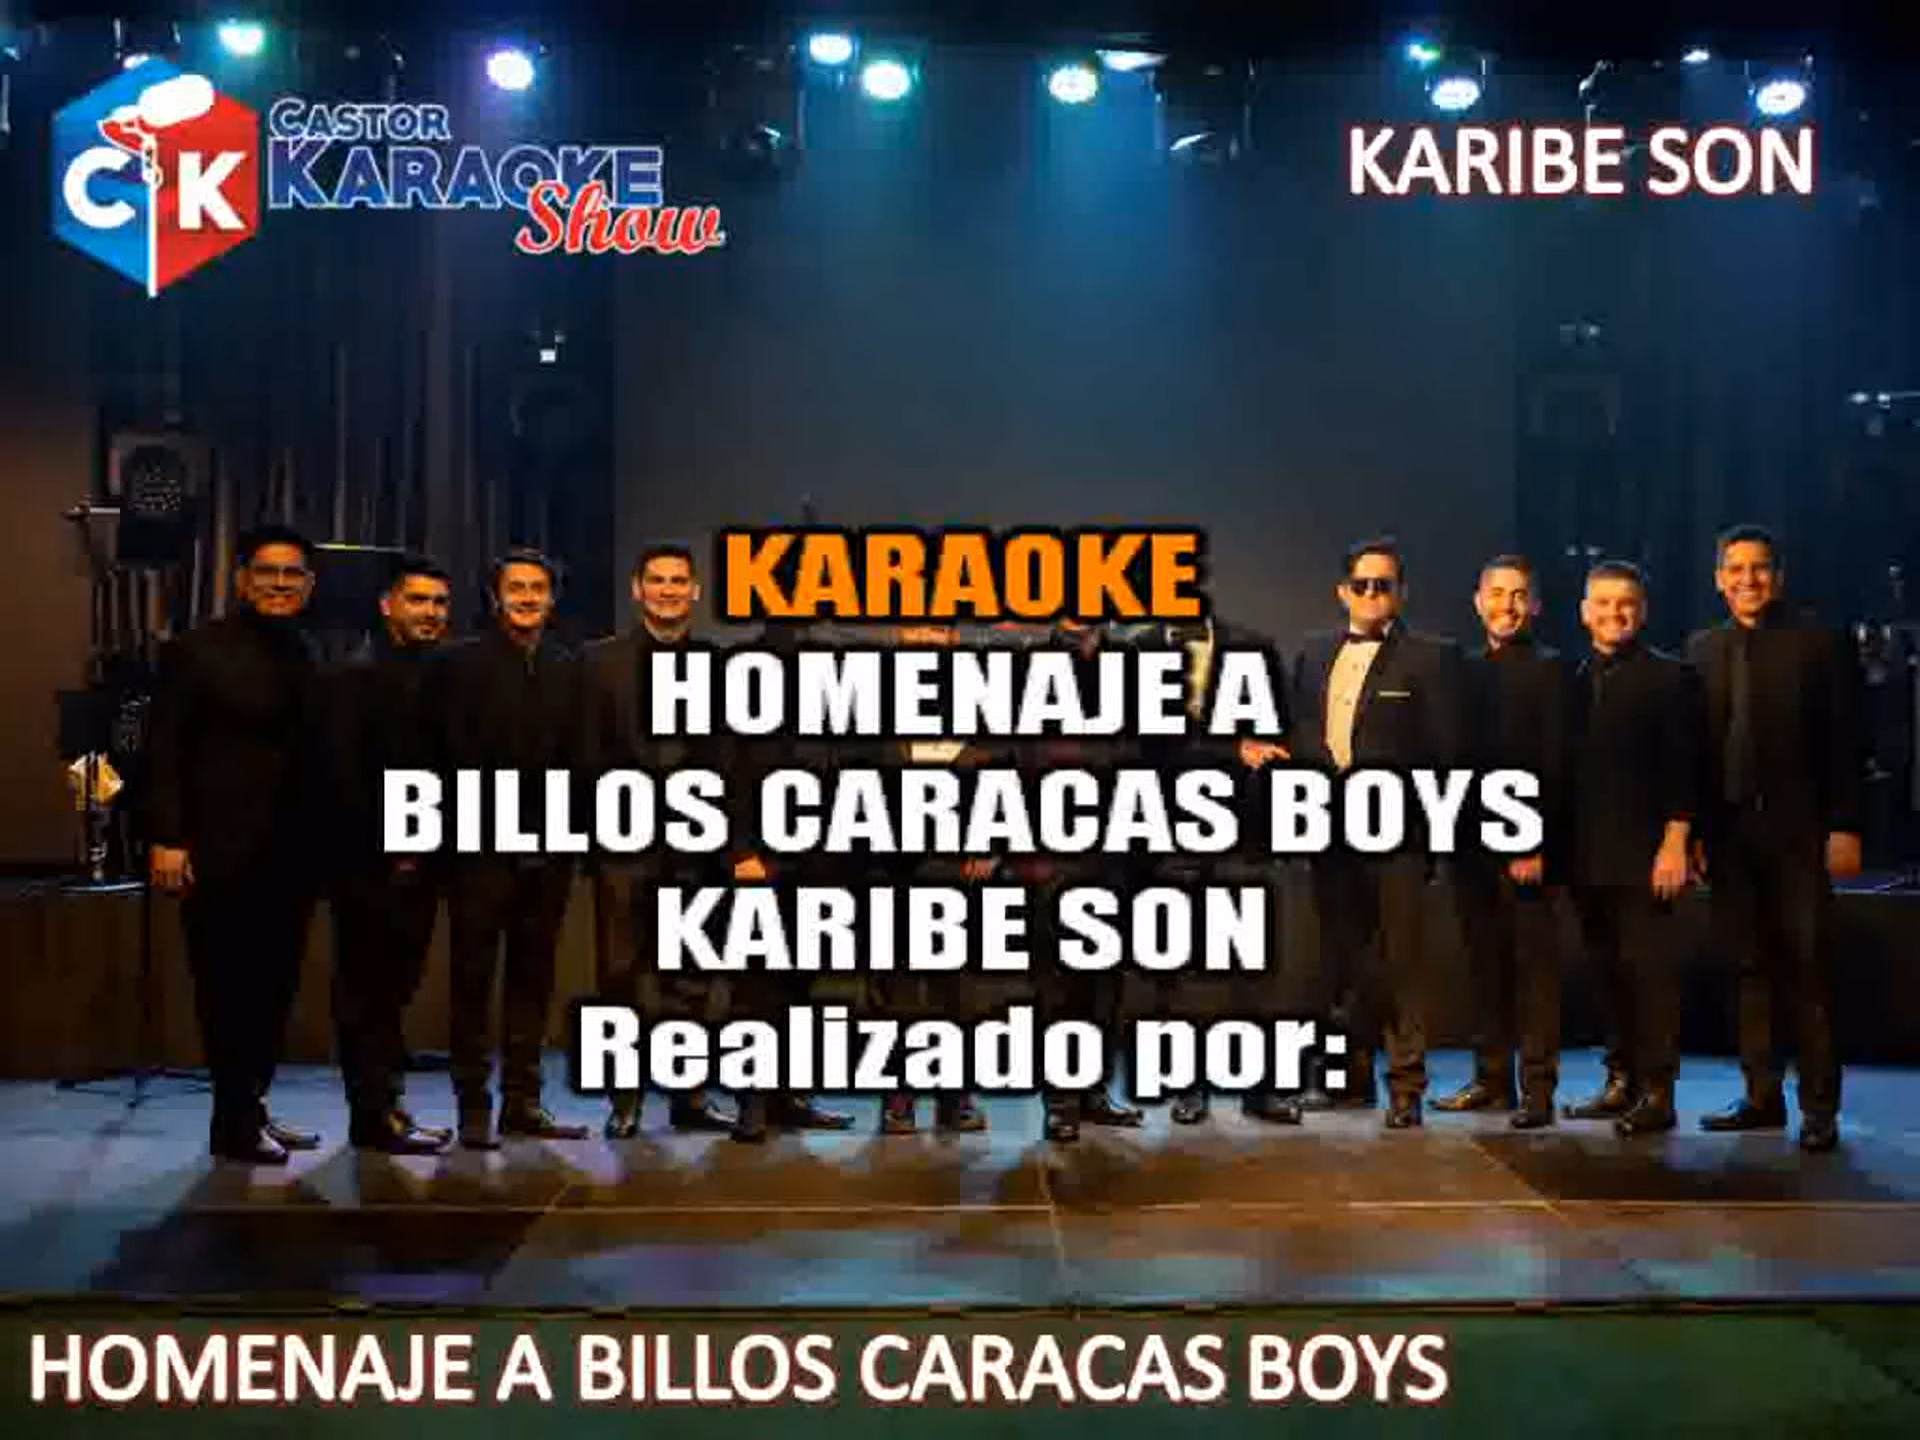 CK
CASTOR
KARAOKE
Show
KARIBE SON
KARAOKE
HOMENAJE A
BILLOS CARACAS BOYS
KARIBE SON
Realizado por:
HOMENAJE A BILLOS CARACAS BOYS